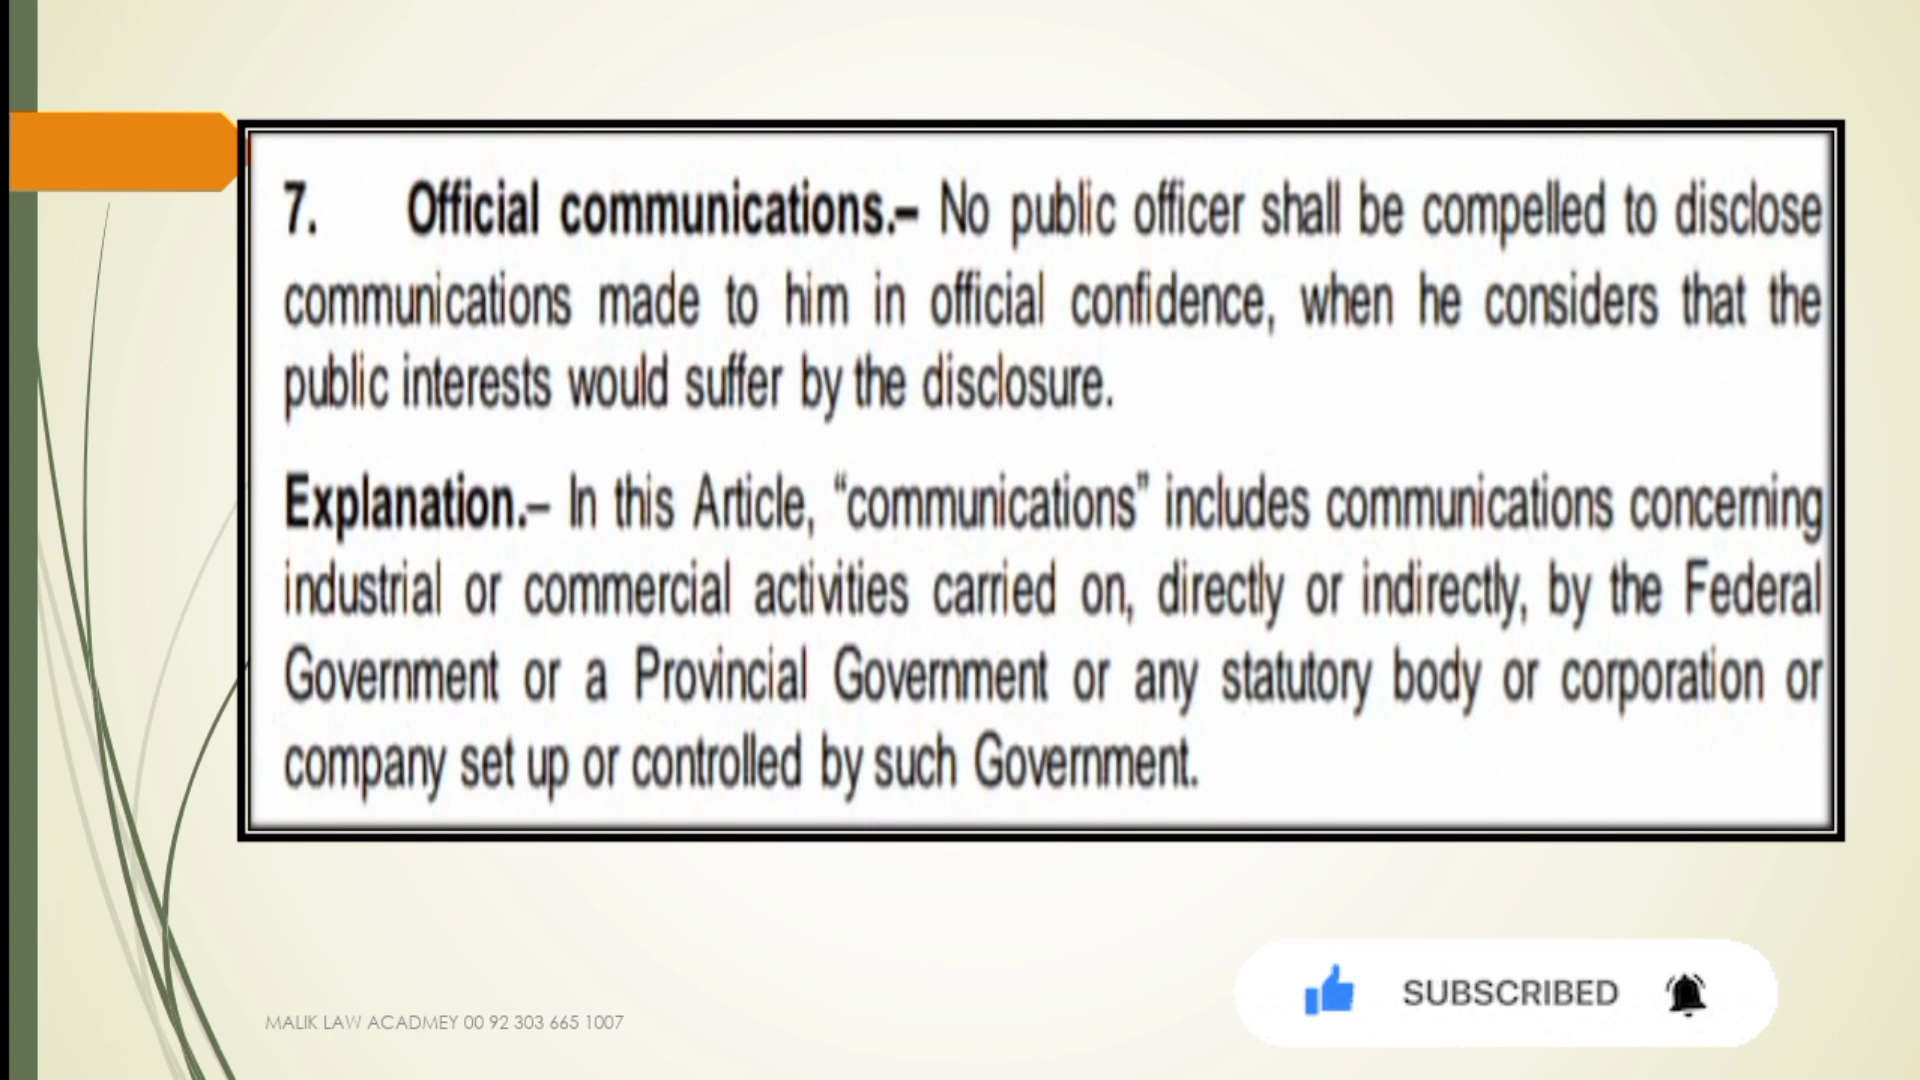 7. Official communications.– No public officer shall be compelled to disclose
communications made to him in official confidence, when he considers that the
public interests would suffer by the disclosure.
Explanation.– In this Article, “communications” includes communications concerning
industrial or commercial activities carried on, directly or indirectly, by the Federal
Government or a Provincial Government or any statutory body or corporation or
company set up or controlled by such Government.
SUBSCRIBED
MALIK LAW ACADMEY 00 92 303 665 1007